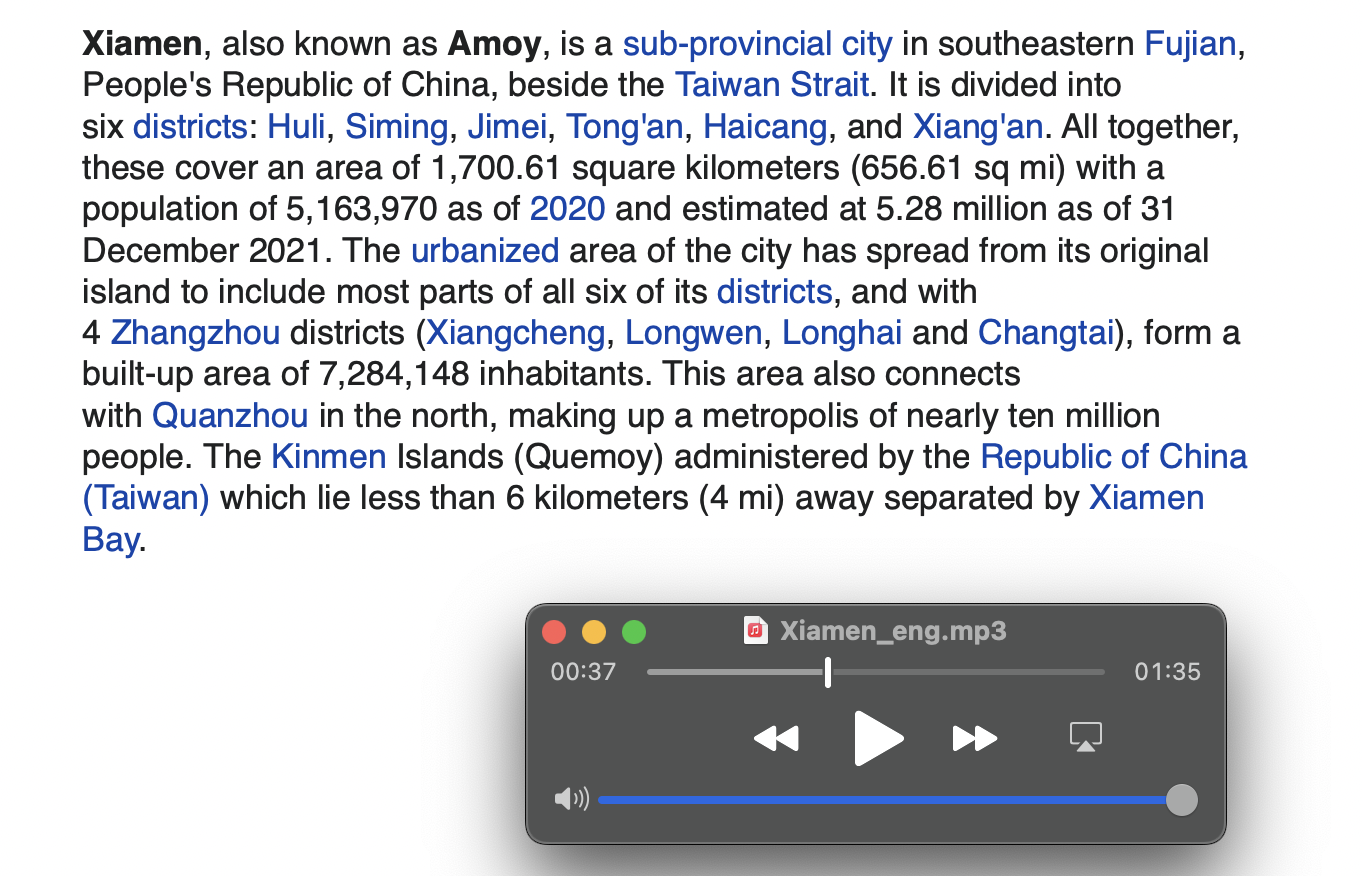 Xiamen, also known as Amoy, is a sub-provincial city in southeastern Fujian,
People's Republic of China, beside the Taiwan Strait. It is divided into
six districts: Huli, Siming, Jimei, Tong'an, Haicang, and Xiang'an. All together,
these cover an area of 1,700.61 square kilometers (656.61 sq mi) with a
population of 5,163,970 as of 2020 and estimated at 5.28 million as of 31
December 2021. The urbanized area of the city has spread from its original
island to include most parts of all six of its districts, and with
4 Zhangzhou districts (Xiangcheng, Longwen, Longhai and Changtai), form a
built-up area of 7,284,148 inhabitants. This area also connects
with Quanzhou in the north, making up a metropolis of nearly ten million
people. The Kinmen Islands (Quemoy) administered by the Republic of China
(Taiwan) which lie less than 6 kilometers (4 mi) away separated by Xiamen
Bay.
Xiamen_eng.mp3
00:37 01:35